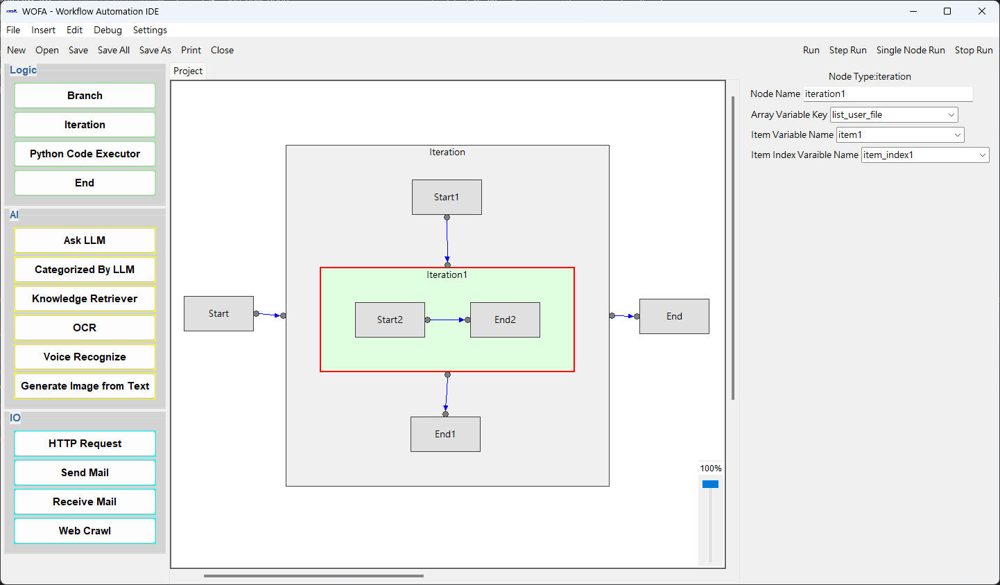 WOFA - Workflow Automation IDE
File Insert Edit Debug Settings
New Open Save Save All Save As Print Close Run Step Run Single Node Run Stop Run
Logic
Branch
Iteration
Python Code Executor
End
AI
Ask LLM
Categorized By LLM
Knowledge Retriever
OCR
Voice Recognize
Generate Image from Text
IO
HTTP Request
Send Mail
Receive Mail
Web Crawl
Project
Iteration
Start1
Iteration1
Start
Start2
End2
End
End1
100%
Node Type:iteration
Node Name iteration1
Array Variable Key list_user_file
Item Variable Name item1
Item Index Varaible Name item_index1